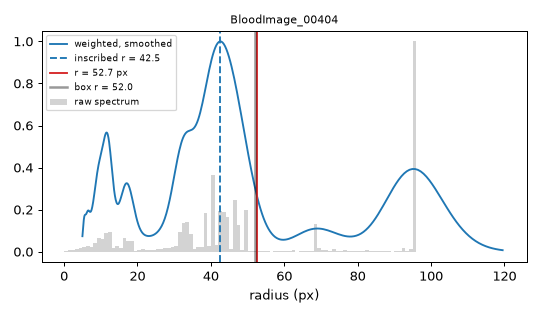 BloodImage_00404
1.0
0.8
0.6
0.4
0.2
0.0
weighted, smoothed
inscribed r = 42.5
r = 52.7 px
box r = 52.0
raw spectrum
0 20 40 60 80 100 120
radius (px)